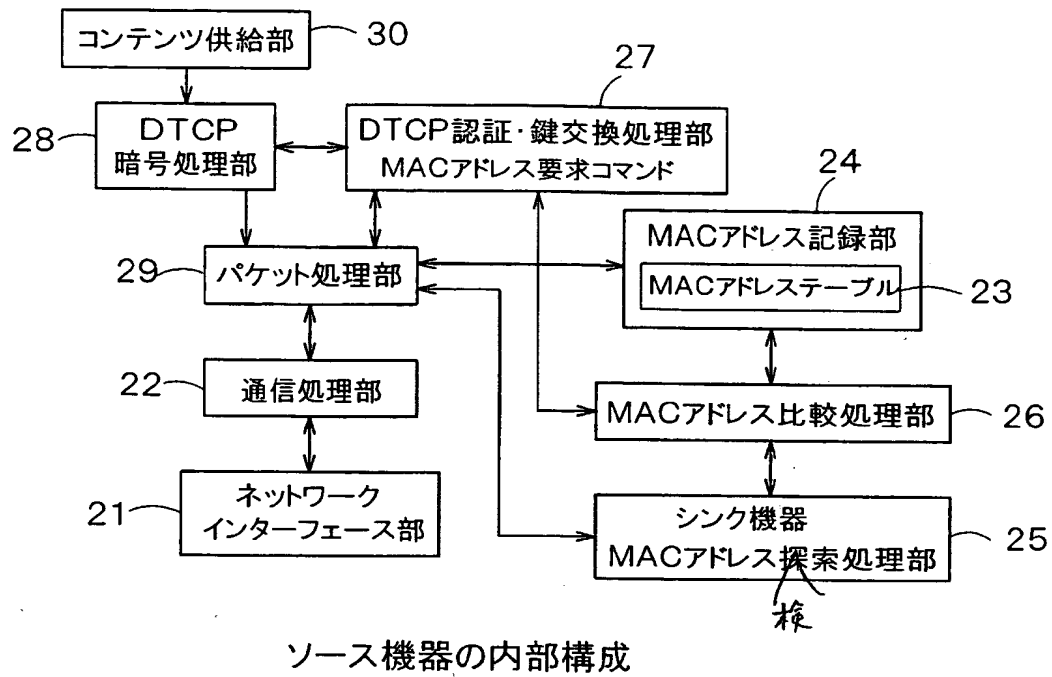 コンテンツ供給部
30
27
28
DTCP
暗号処理部
DTCP認証・鍵交換処理部
MACアドレス要求コマンド
24
MACアドレス記録部
29
パケット処理部
MACアドレステーブル
23
22
通信処理部
MACアドレス比較処理部
26
21
ネットワーク
インターフェース部
シンク機器
MACアドレス探索処理部
25
検
ソース機器の内部構成